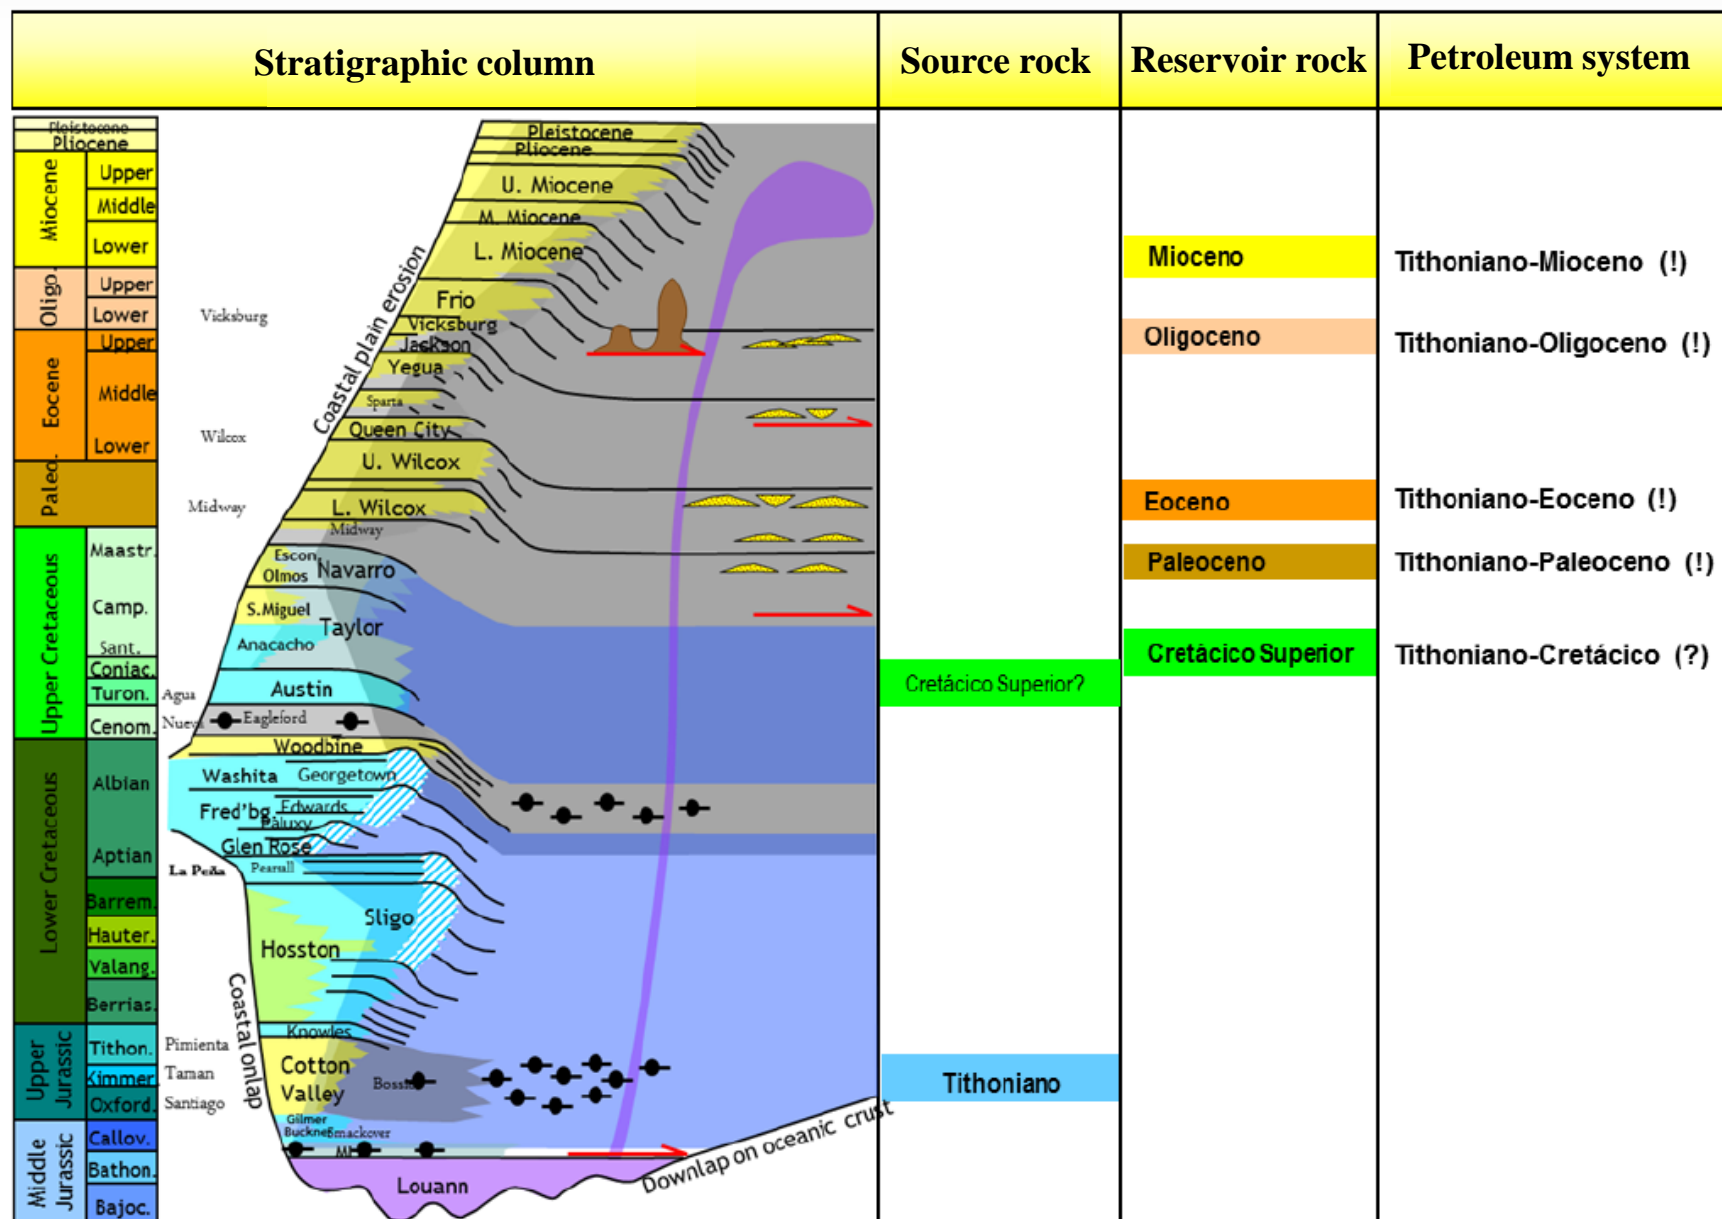 Stratigraphic column
Source rock
Reservoir rock
Petroleum system
Pleistocene
Pliocene
Miocene
Upper
Middle
Lower
Oligo.
Upper
Lower
Eocene
Upper
Middle
Lower
Paleo.
Upper Cretaceous
Maastr.
Camp.
Sant.
Coniac.
Turon.
Cenom.
Lower Cretaceous
Albian
Aptian
Barrem.
Hauter.
Valang.
Berrias.
Upper
Jurassic
Tithon.
Kimmer.
Oxford.
Middle
Jurassic
Callov.
Bathon.
Bajoc.
Vicksburg
Wilcox
Midway
Agua
Nueva
La Peña
Pimienta
Taman
Santiago
Coastal plain erosion
Coastal onlap
Downlap on oceanic crust
Pleistocene
Pliocene
U. Miocene
M. Miocene
L. Miocene
Frio
Vicksburg
Jackson
Yegua
Sparta
Queen City
U. Wilcox
L. Wilcox
Midway
Escon.
Olmos
Navarro
S.Miguel
Taylor
Anacacho
Austin
Eagleford
Woodbine
Washita
Georgetown
Fred'bg.
Edwards
Paluxy
Glen Rose
Pearsall
Sligo
Hosston
Knowles
Cotton
Valley
Gilmer
Buckner
Smackover
Louann
Cretácico Superior?
Tithoniano
Mioceno
Oligoceno
Eoceno
Paleoceno
Cretácico Superior
Tithoniano-Mioceno (!)
Tithoniano-Oligoceno (!)
Tithoniano-Eoceno (!)
Tithoniano-Paleoceno (!)
Tithoniano-Cretácico (?)